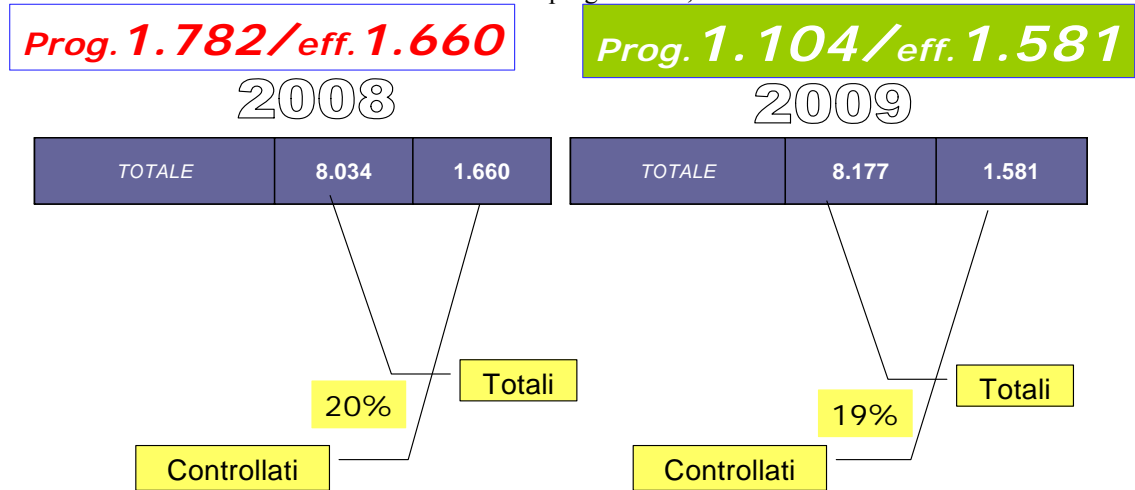 Prog. 1.782/eff. 1.660
Prog. 1.104/eff. 1.581
2008
2009
TOTALE 8.034 1.660
TOTALE 8.177 1.581
Totali
20%
Controllati
Totali
19%
Controllati